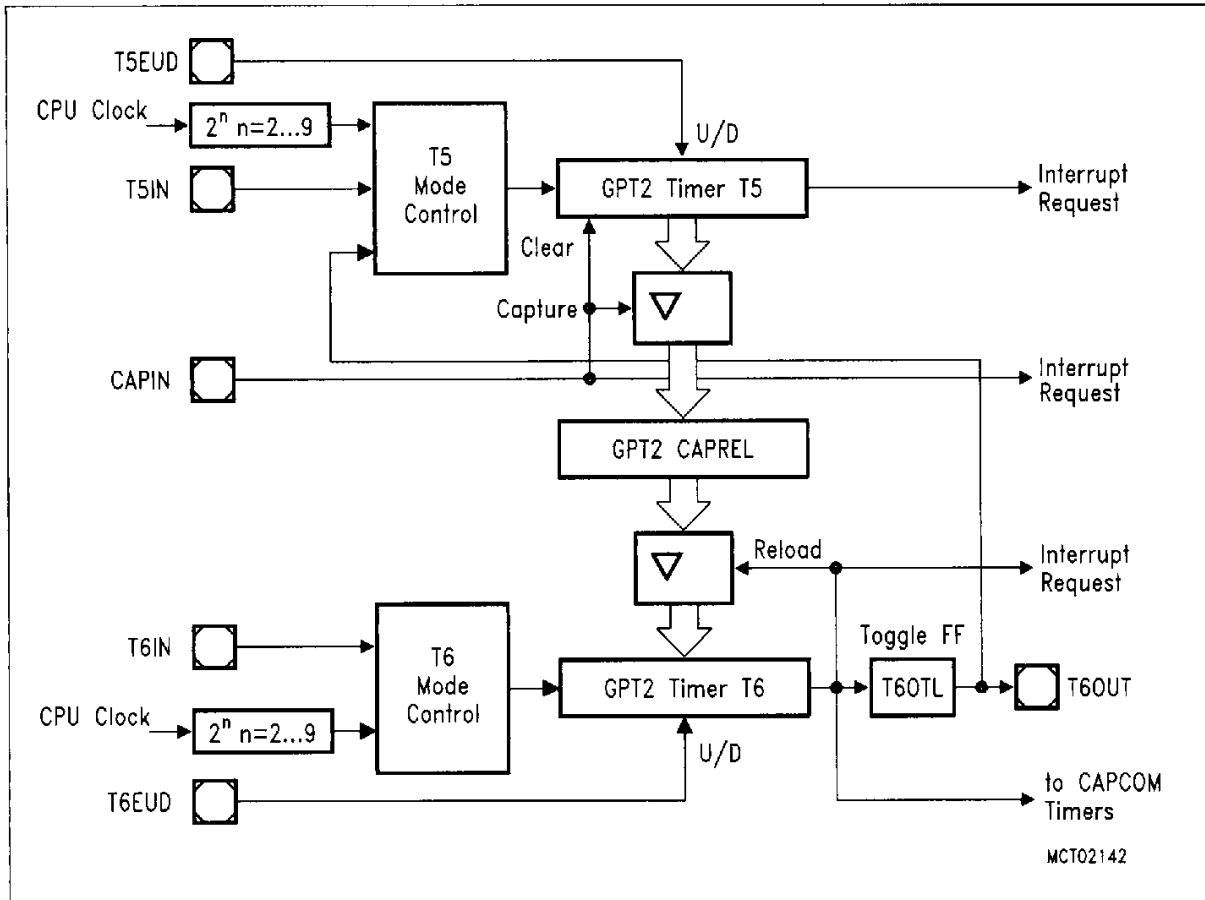 T5EUD
CPU Clock
2ⁿ n=2...9
T5IN
T5
Mode
Control
U/D
GPT2 Timer T5
Interrupt
Request
Clear
Capture
CAPIN
Interrupt
Request
GPT2 CAPREL
Reload
Interrupt
Request
T6IN
T6
Mode
Control
Toggle FF
GPT2 Timer T6
T6OTL
T6OUT
CPU Clock
2ⁿ n=2...9
U/D
T6EUD
to CAPCOM
Timers
MCT02142